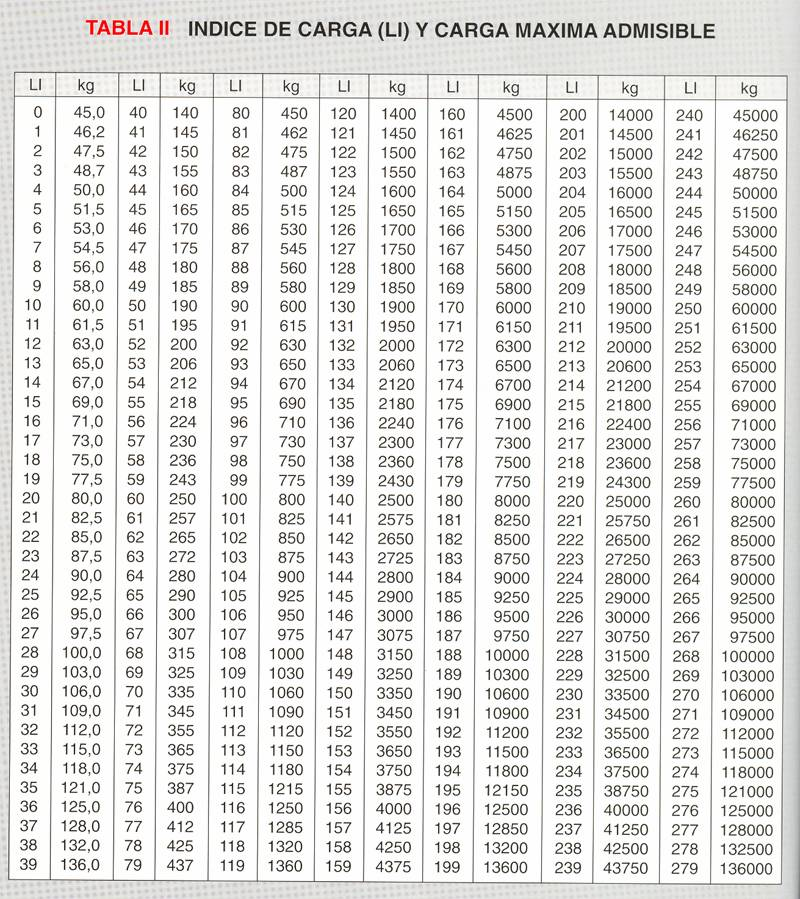 TABLA II INDICE DE CARGA (LI) Y CARGA MAXIMA ADMISIBLE
LI kg LI kg LI kg LI kg LI kg LI kg LI kg
0 45,0 40 140 80 450 120 1400 160 4500 200 14000 240 45000
1 46,2 41 145 81 462 121 1450 161 4625 201 14500 241 46250
2 47,5 42 150 82 475 122 1500 162 4750 202 15000 242 47500
3 48,7 43 155 83 487 123 1550 163 4875 203 15500 243 48750
4 50,0 44 160 84 500 124 1600 164 5000 204 16000 244 50000
5 51,5 45 165 85 515 125 1650 165 5150 205 16500 245 51500
6 53,0 46 170 86 530 126 1700 166 5300 206 17000 246 53000
7 54,5 47 175 87 545 127 1750 167 5450 207 17500 247 54500
8 56,0 48 180 88 560 128 1800 168 5600 208 18000 248 56000
9 58,0 49 185 89 580 129 1850 169 5800 209 18500 249 58000
10 60,0 50 190 90 600 130 1900 170 6000 210 19000 250 60000
11 61,5 51 195 91 615 131 1950 171 6150 211 19500 251 61500
12 63,0 52 200 92 630 132 2000 172 6300 212 20000 252 63000
13 65,0 53 206 93 650 133 2060 173 6500 213 20600 253 65000
14 67,0 54 212 94 670 134 2120 174 6700 214 21200 254 67000
15 69,0 55 218 95 690 135 2180 175 6900 215 21800 255 69000
16 71,0 56 224 96 710 136 2240 176 7100 216 22400 256 71000
17 73,0 57 230 97 730 137 2300 177 7300 217 23000 257 73000
18 75,0 58 236 98 750 138 2360 178 7500 218 23600 258 75000
19 77,5 59 243 99 775 139 2430 179 7750 219 24300 259 77500
20 80,0 60 250 100 800 140 2500 180 8000 220 25000 260 80000
21 82,5 61 257 101 825 141 2575 181 8250 221 25750 261 82500
22 85,0 62 265 102 850 142 2650 182 8500 222 26500 262 85000
23 87,5 63 272 103 875 143 2725 183 8750 223 27250 263 87500
24 90,0 64 280 104 900 144 2800 184 9000 224 28000 264 90000
25 92,5 65 290 105 925 145 2900 185 9250 225 29000 265 92500
26 95,0 66 300 106 950 146 3000 186 9500 226 30000 266 95000
27 97,5 67 307 107 975 147 3075 187 9750 227 30750 267 97500
28 100,0 68 315 108 1000 148 3150 188 10000 228 31500 268 100000
29 103,0 69 325 109 1030 149 3250 189 10300 229 32500 269 103000
30 106,0 70 335 110 1060 150 3350 190 10600 230 33500 270 106000
31 109,0 71 345 111 1090 151 3450 191 10900 231 34500 271 109000
32 112,0 72 355 112 1120 152 3550 192 11200 232 35500 272 112000
33 115,0 73 365 113 1150 153 3650 193 11500 233 36500 273 115000
34 118,0 74 375 114 1180 154 3750 194 11800 234 37500 274 118000
35 121,0 75 387 115 1215 155 3875 195 12150 235 38750 275 121000
36 125,0 76 400 116 1250 156 4000 196 12500 236 40000 276 125000
37 128,0 77 412 117 1285 157 4125 197 12850 237 41250 277 128000
38 132,0 78 425 118 1320 158 4250 198 13200 238 42500 278 132500
39 136,0 79 437 119 1360 159 4375 199 13600 239 43750 279 136000